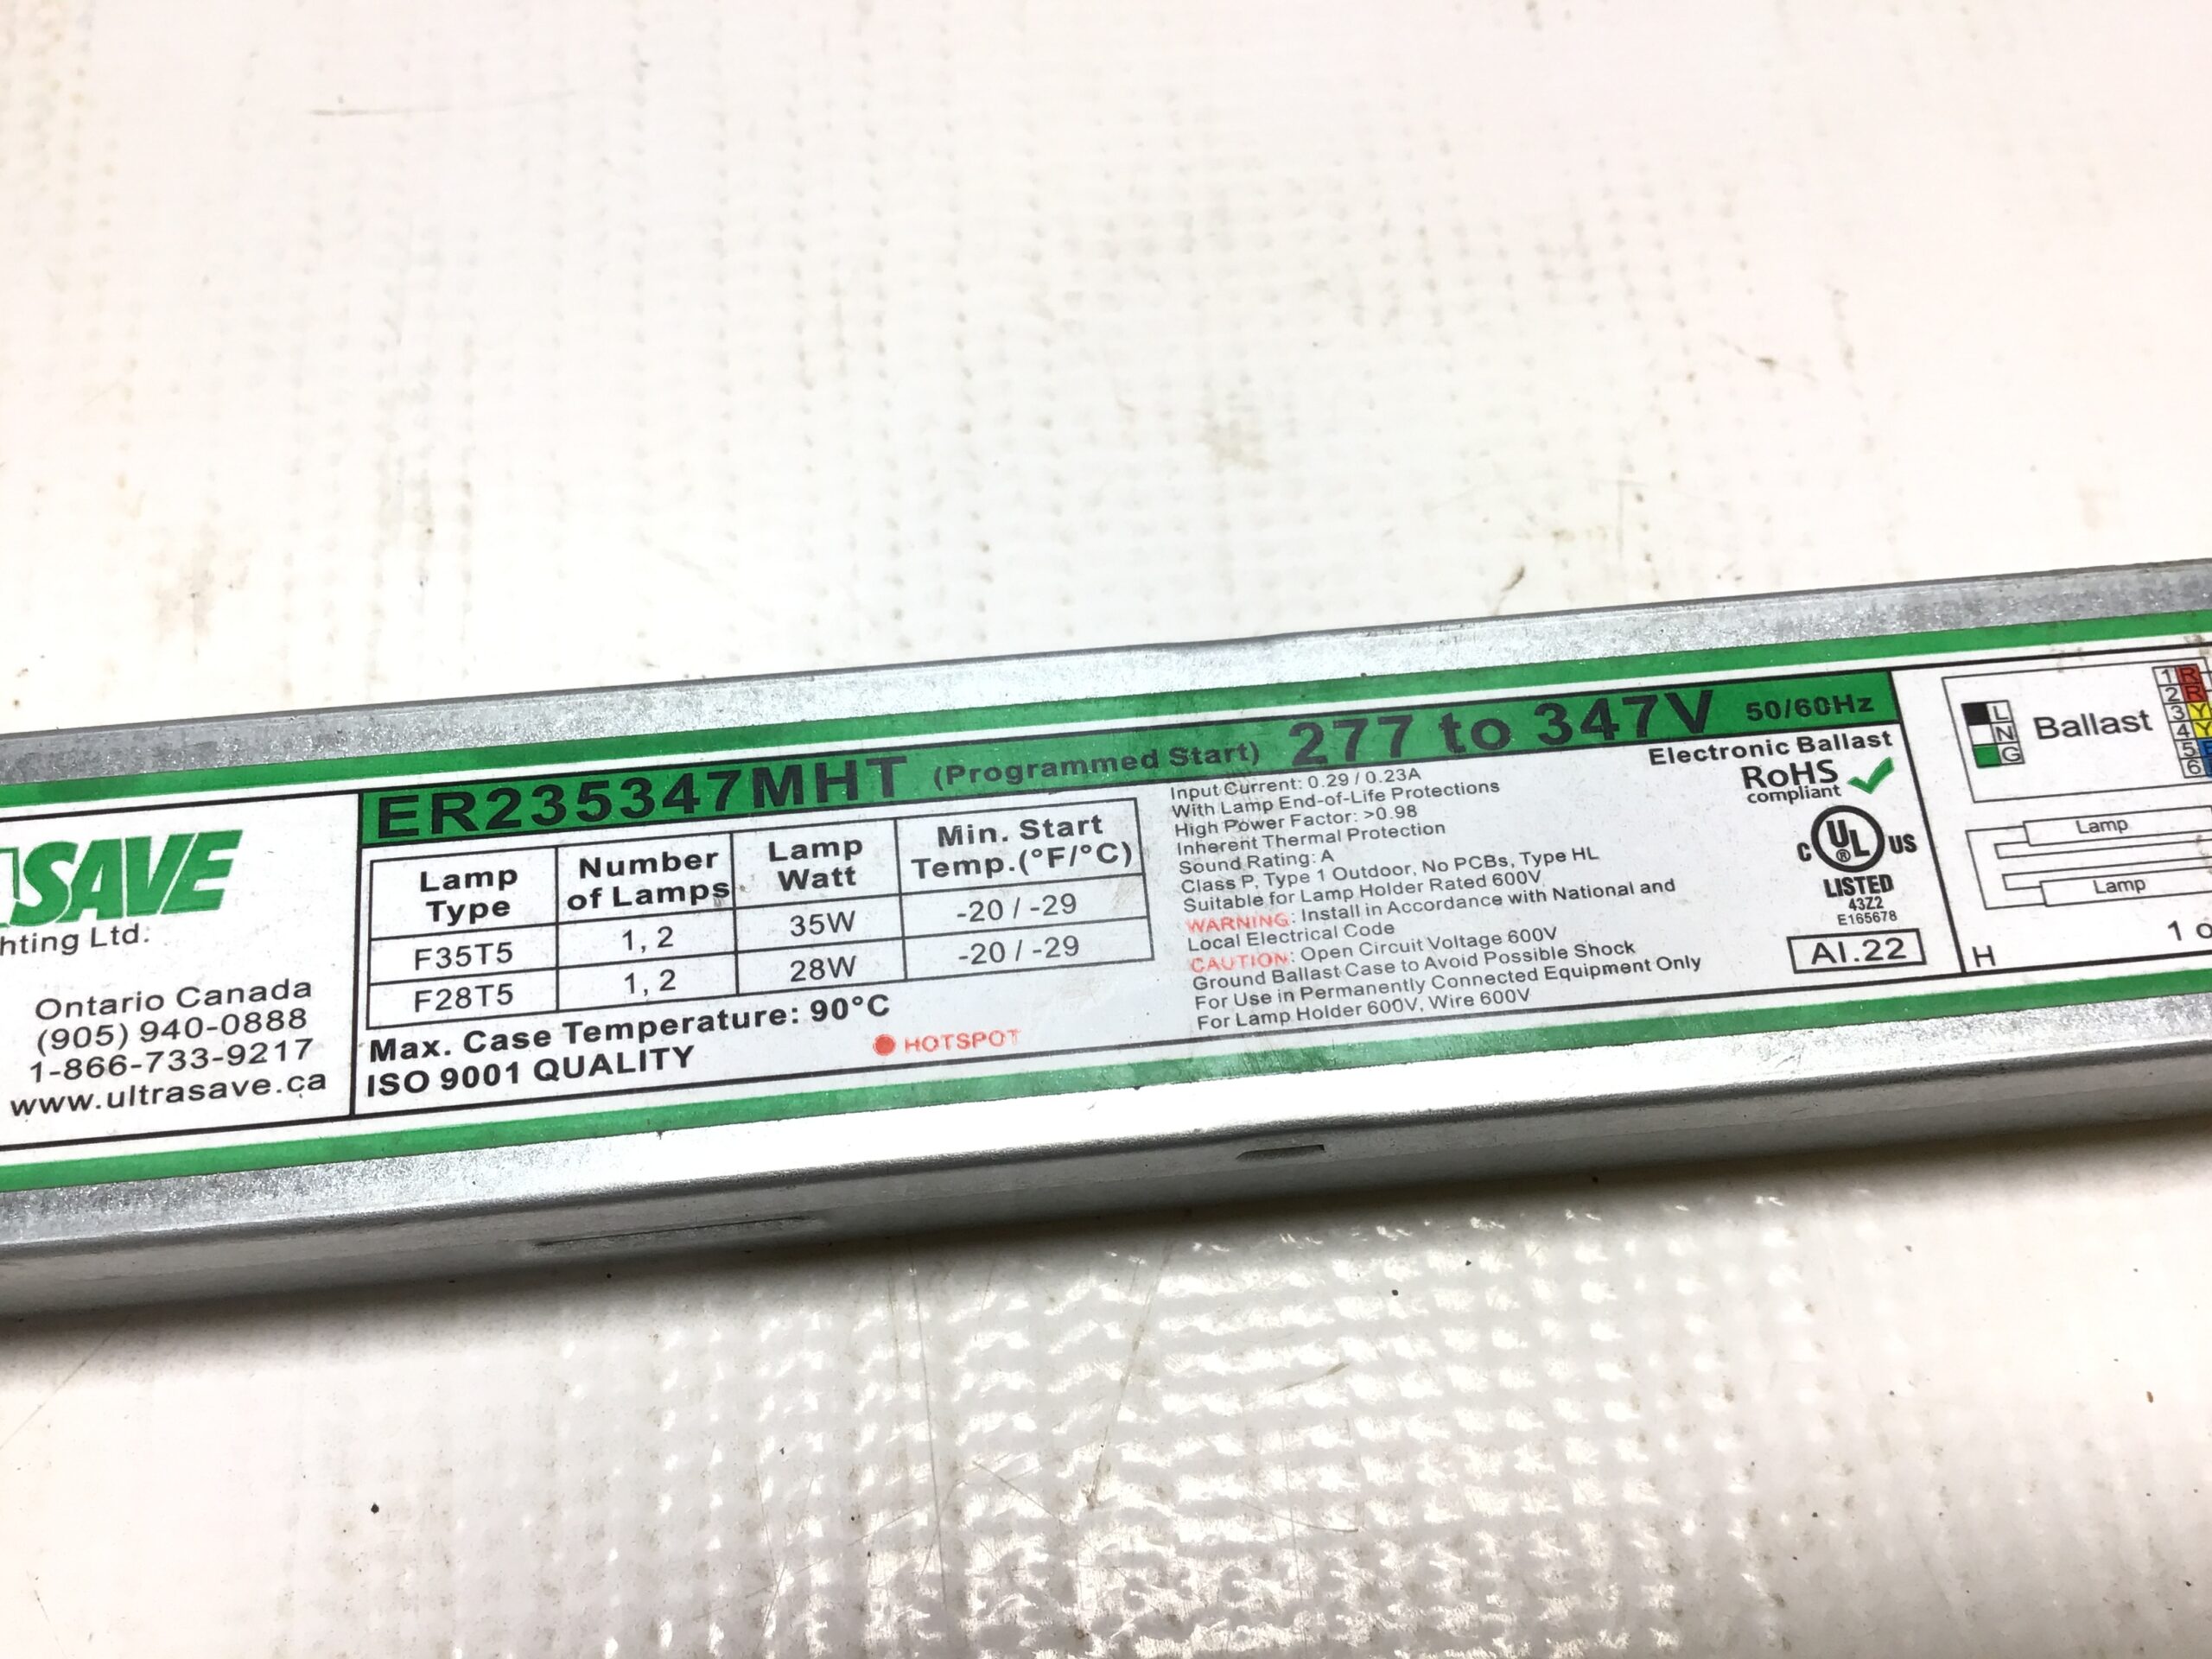 SAVE
hting Ltd.
Ontario Canada
(905) 940-0888
1-866-733-9217
www.ultrasave.ca
ER235347MHT (Programmed Start) 277 to 347V 50/60Hz
Lamp Type Number of Lamps Lamp Watt Min. Start Temp.(°F/°C)
F35T5 1, 2 35W -20 / -29
F28T5 1, 2 28W -20 / -29
Max. Case Temperature: 90°C
ISO 9001 QUALITY
HOTSPOT
Input Current: 0.29 / 0.23A
With Lamp End-of-Life Protections
High Power Factor: >0.98
Inherent Thermal Protection
Sound Rating: A
Class P, Type 1 Outdoor, No PCBs, Type HL
Suitable for Lamp Holder Rated 600V
WARNING: Install in Accordance with National and
Local Electrical Code
CAUTION: Open Circuit Voltage 600V
Ground Ballast Case to Avoid Possible Shock
For Use in Permanently Connected Equipment Only
For Lamp Holder 600V, Wire 600V
Electronic Ballast
RoHS
compliant
C UL ® US
LISTED
43Z2
E165678
AI.22
L
N
G
Ballast
1 R
2 R
3 Y
4 Y
5
6
Lamp
Lamp
H
1 o